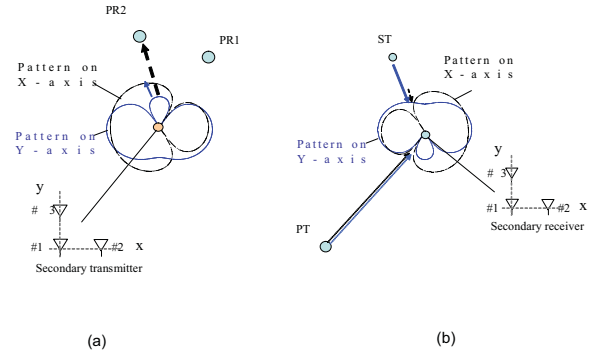 PR2
PR1
Pattern on
X-axis
Pattern on
Y-axis
y
# 3
#1
#2
x
Secondary transmitter
(a)
ST
Pattern on
X-axis
Pattern on
Y-axis
PT
y
# 3
#1
#2
x
Secondary receiver
(b)